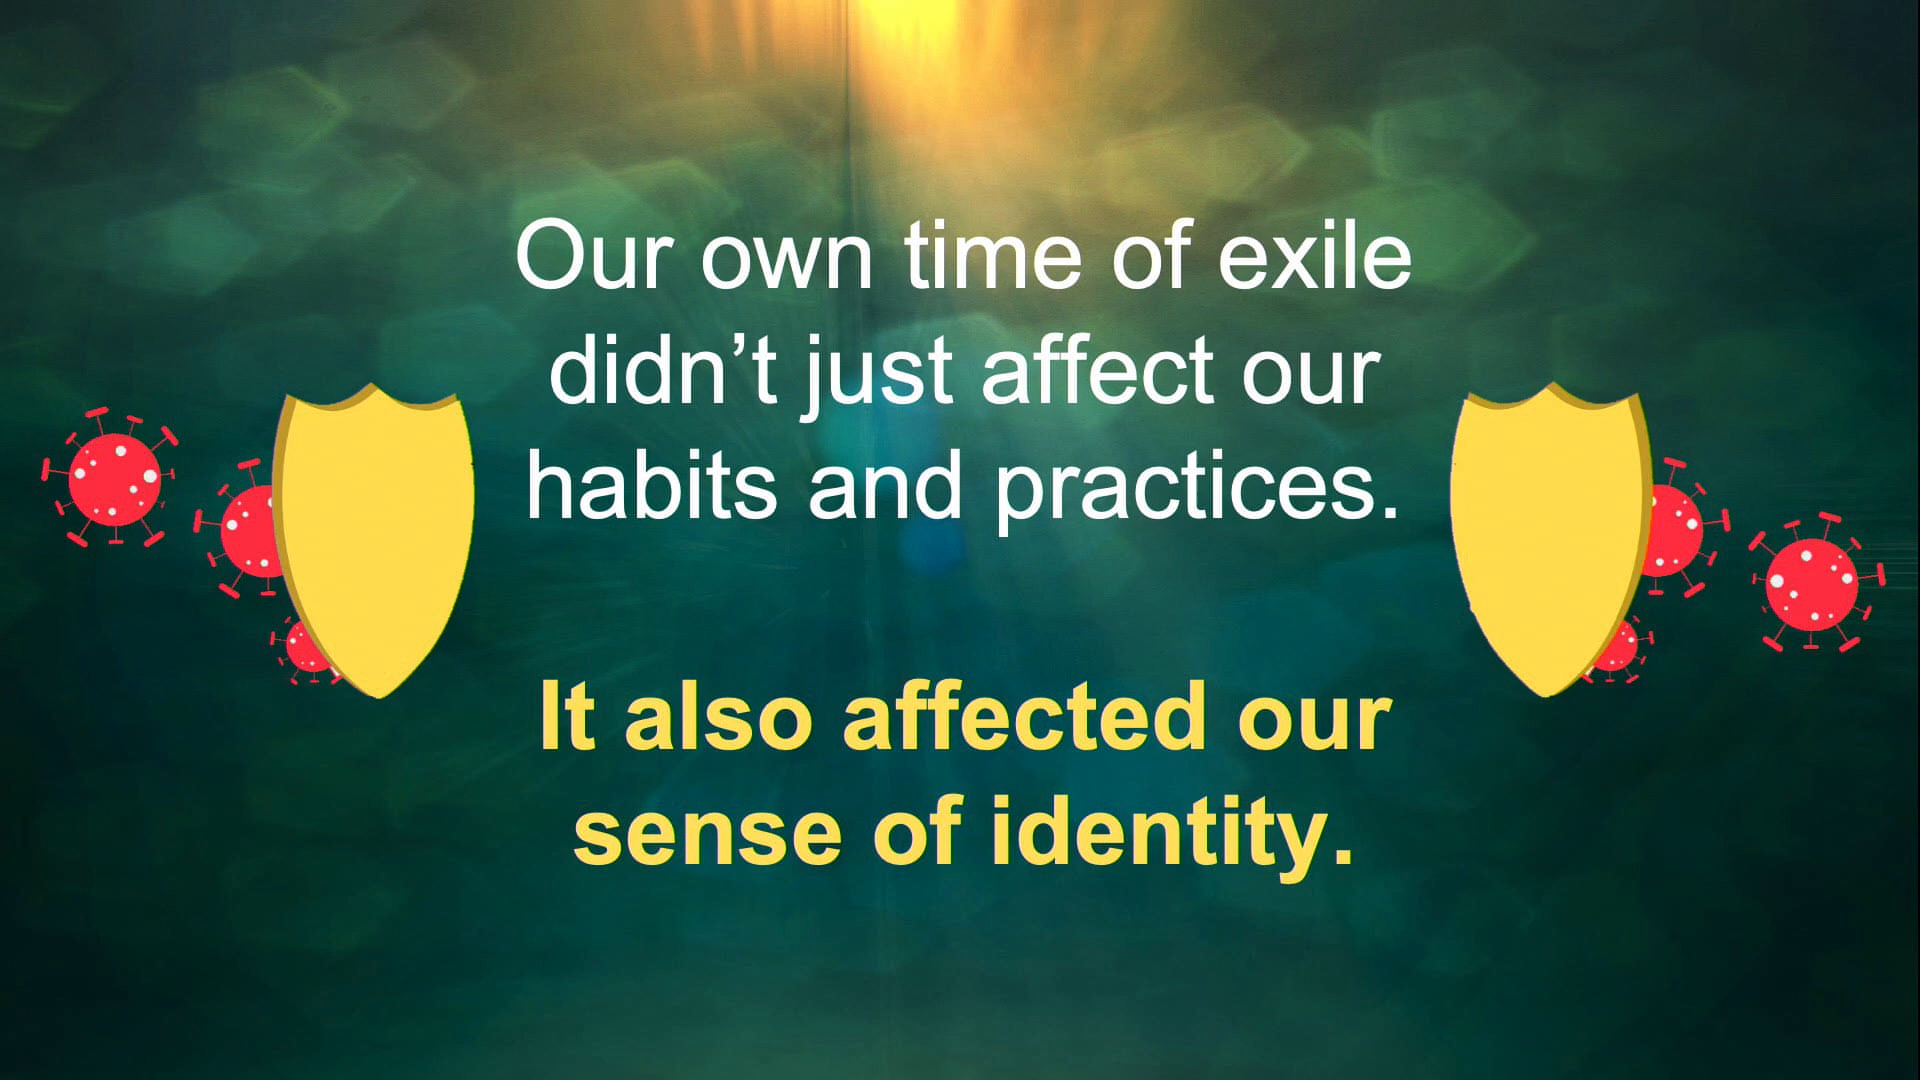 Our own time of exile
didn’t just affect our
habits and practices.
It also affected our
sense of identity.